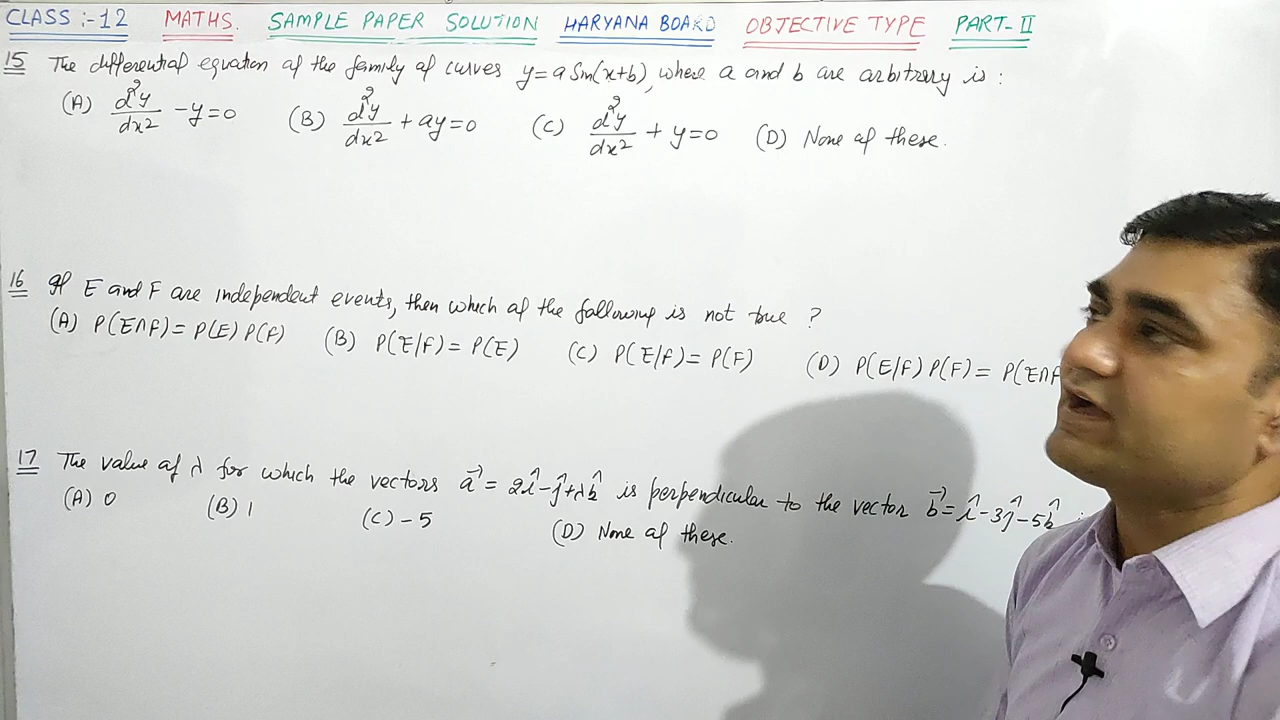 CLASS :- 12 MATHS. SAMPLE PAPER SOLUTION HARYANA BOARD OBJECTIVE TYPE PART-II
15 The differential equation of the family of curves y = a Sin(x+b), where a and b are arbitrary is :
(A) d²y/dx² - y = 0 (B) d²y/dx² + ay = 0 (C) d²y/dx² + y = 0 (D) None of these.
16 If E and F are independent events, then which of the following is not true ?
(A) P(E∩F) = P(E) P(F) (B) P(E/F) = P(E) (C) P(E/F) = P(F) (D) P(E/F) P(F) = P(E∩F
17 The value of λ for which the vectors a⃗ = 2î - ĵ + λk̂ is perpendicular to the vector b⃗ = î - 3ĵ - 5k̂
(A) 0 (B) 1 (C) - 5 (D) None of these.